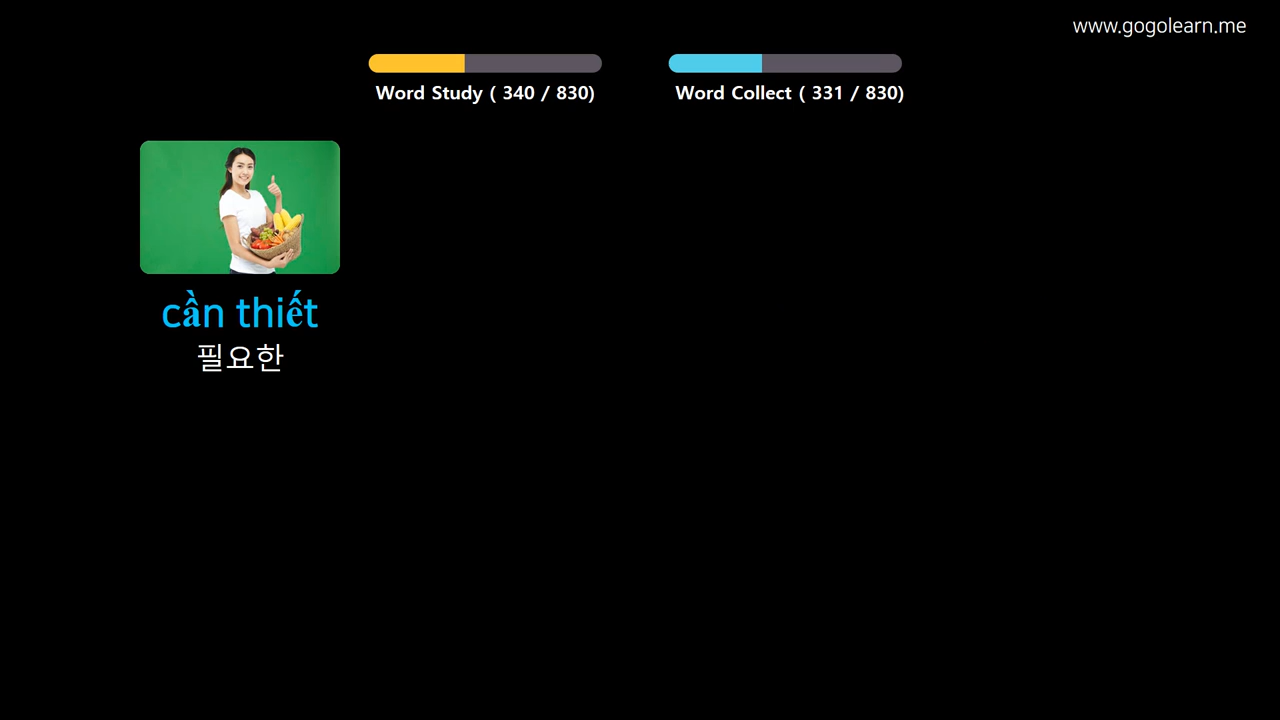 www.gogolearn.me
Word Study ( 340 / 830)
Word Collect ( 331 / 830)
cần thiết
필요한